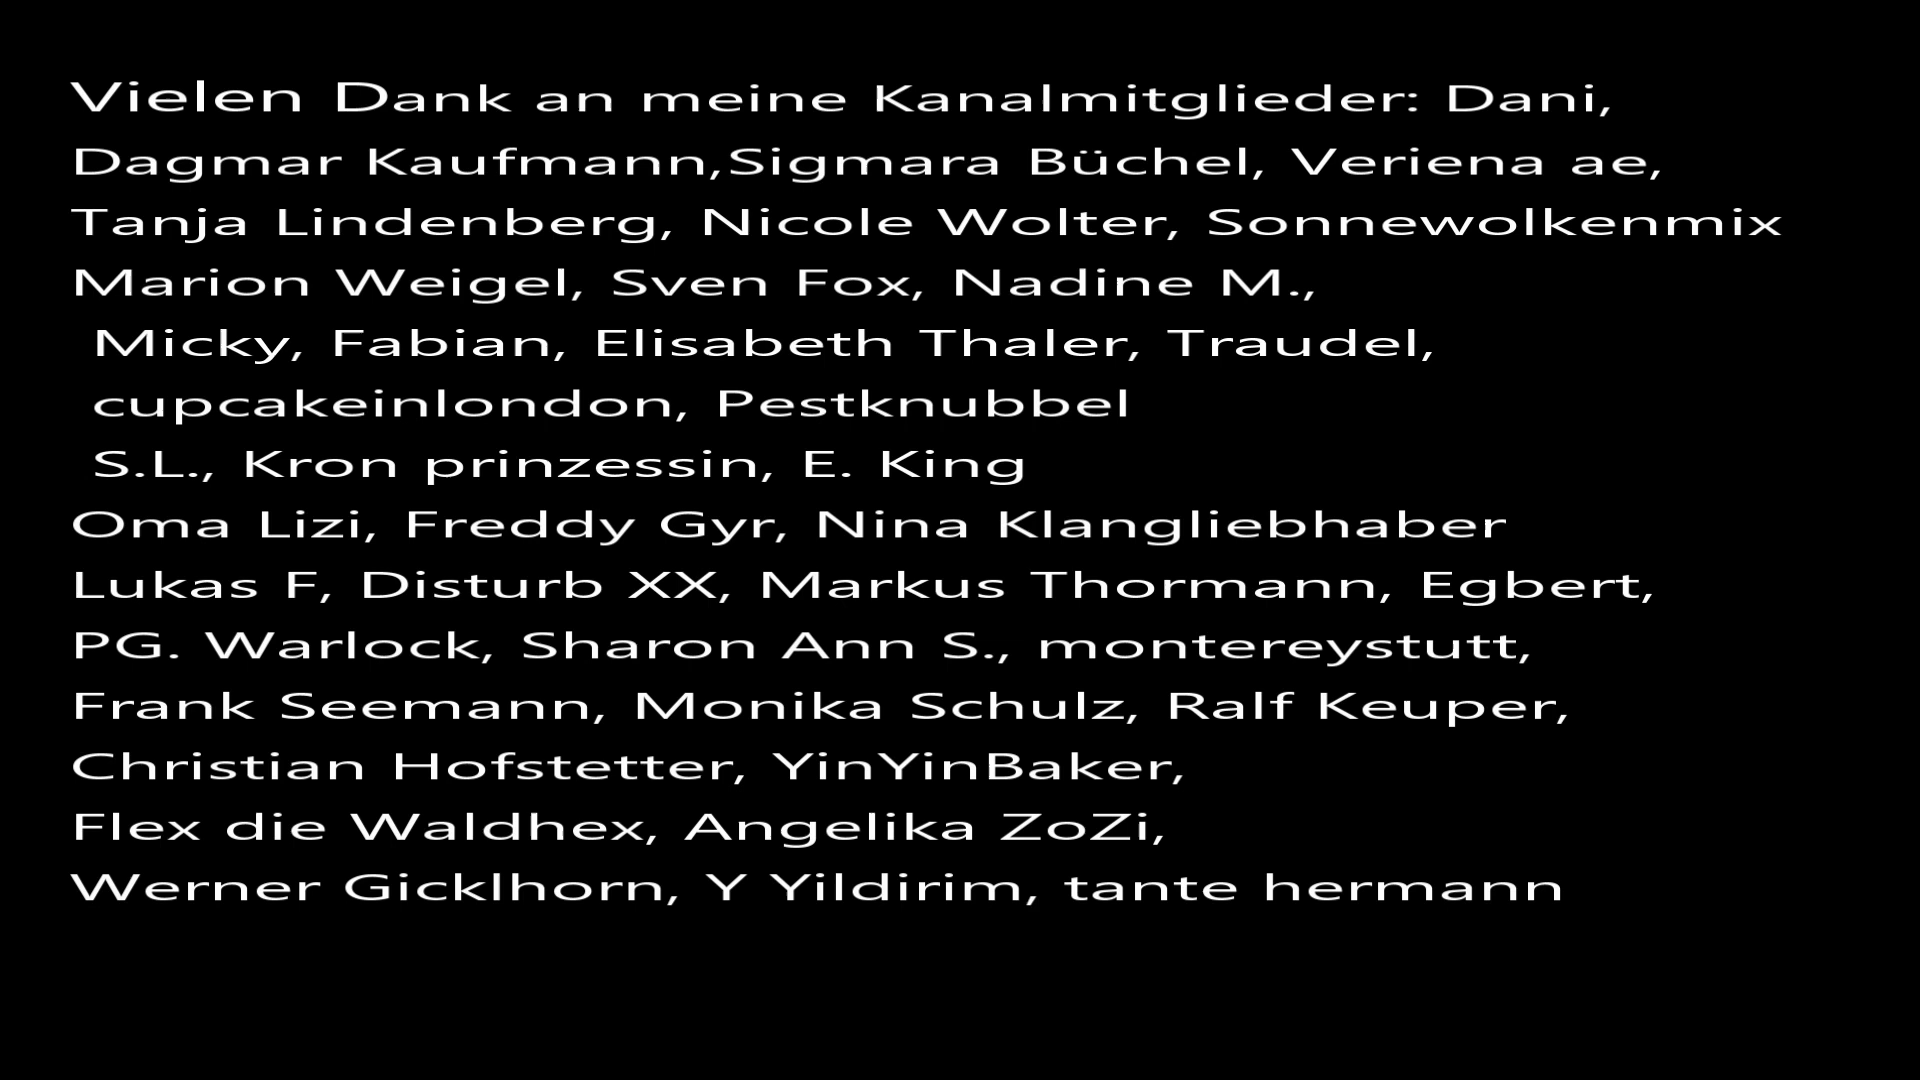 Vielen Dank an meine Kanalmitglieder: Dani,
Dagmar Kaufmann,Sigmara Büchel, Veriena ae,
Tanja Lindenberg, Nicole Wolter, Sonnewolkenmix
Marion Weigel, Sven Fox, Nadine M.,
Micky, Fabian, Elisabeth Thaler, Traudel,
cupcakeinlondon, Pestknubbel
S.L., Kron prinzessin, E. King
Oma Lizi, Freddy Gyr, Nina Klangliebhaber
Lukas F, Disturb XX, Markus Thormann, Egbert,
PG. Warlock, Sharon Ann S., montereystutt,
Frank Seemann, Monika Schulz, Ralf Keuper,
Christian Hofstetter, YinYinBaker,
Flex die Waldhex, Angelika ZoZi,
Werner Gicklhorn, Y Yildirim, tante hermann